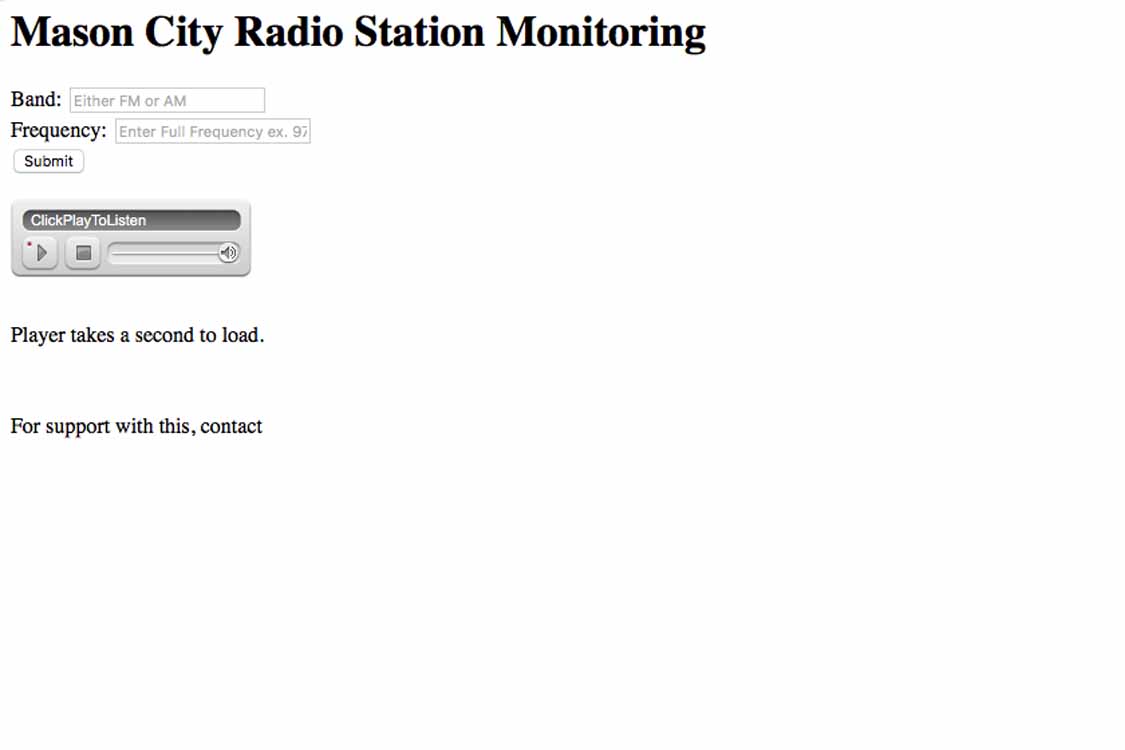 Mason City Radio Station Monitoring
Band: Either FM or AM
Frequency: Enter Full Frequency ex. 97
Submit
ClickPlayToListen
Player takes a second to load.
For support with this, contact